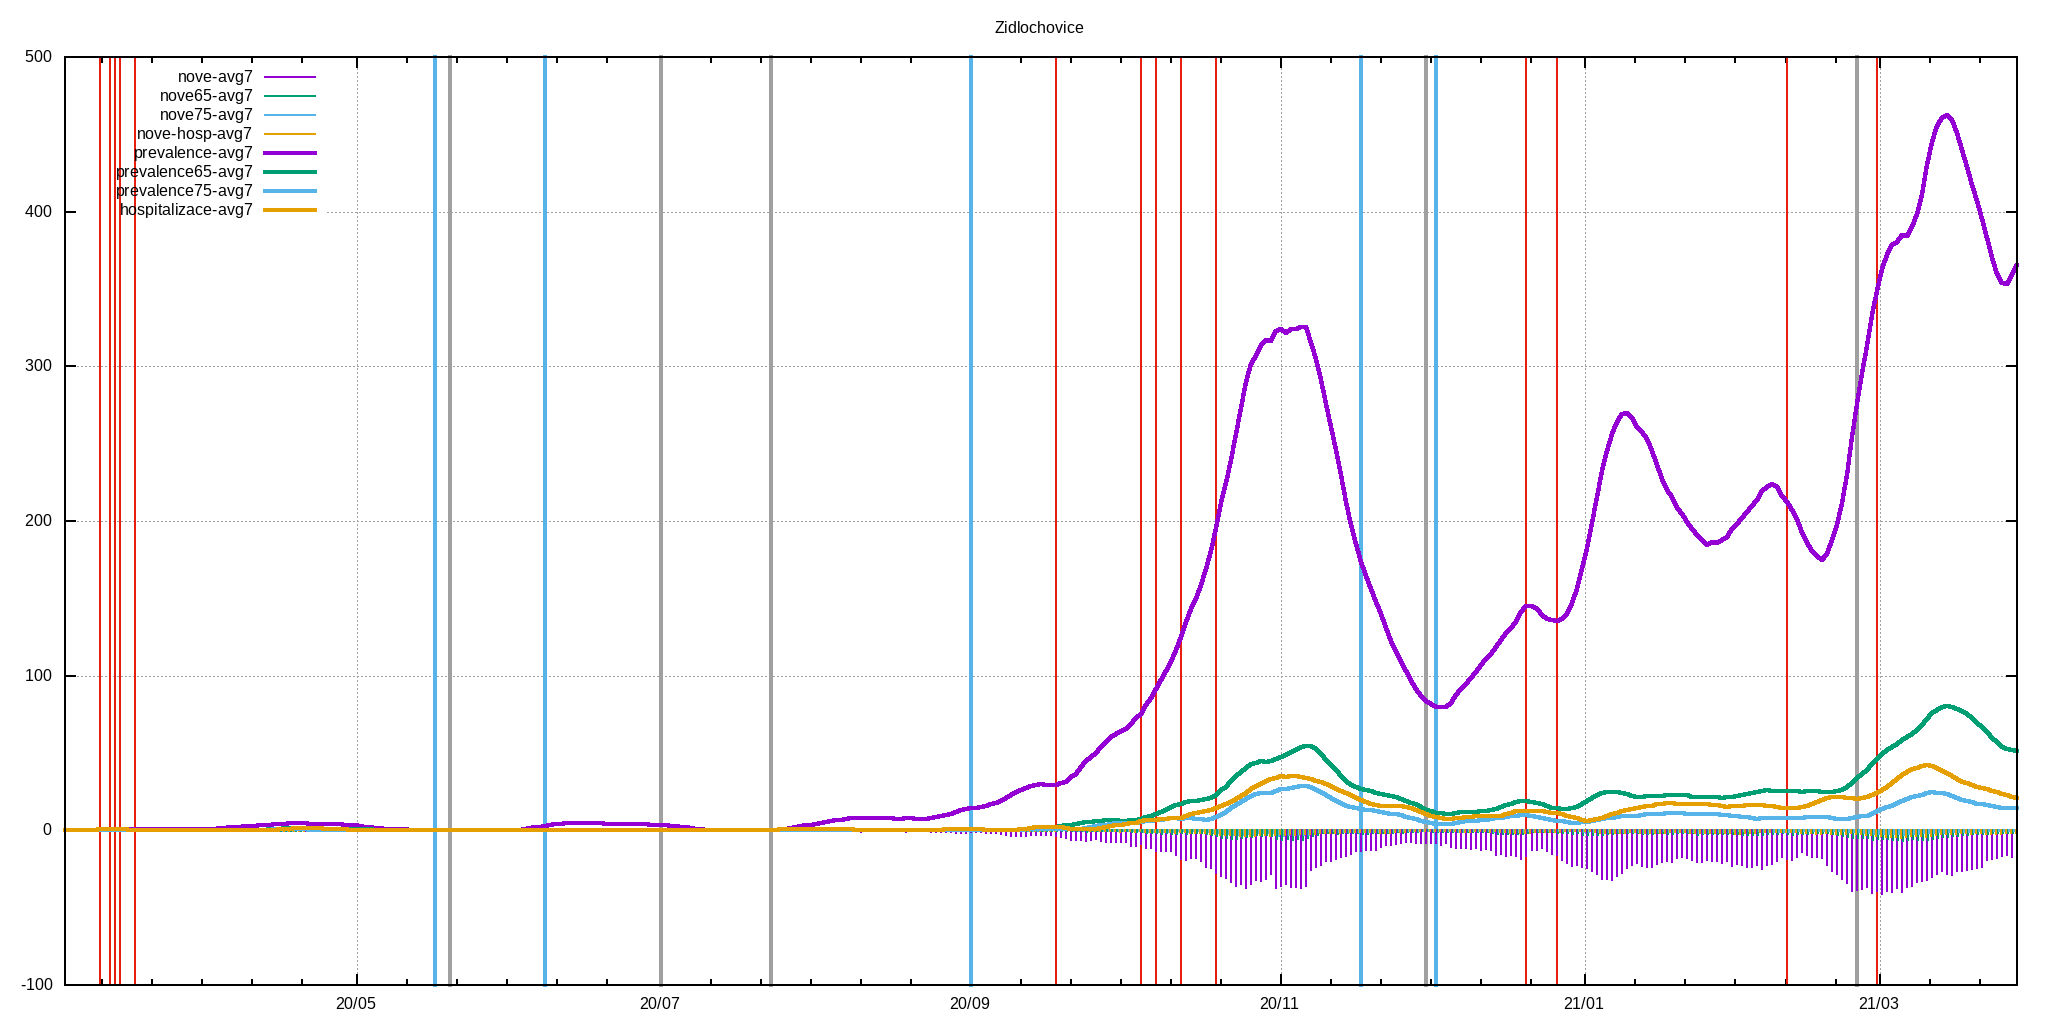 Zidlochovice
500
nove-avg7
nove65-avg7
nove75-avg7
nove-hosp-avg7
prevalence-avg7
prevalence65-avg7
prevalence75-avg7
hospitalizace-avg7
400
300
200
100
0
-100
20/05 20/07 20/09 20/11 21/01 21/03